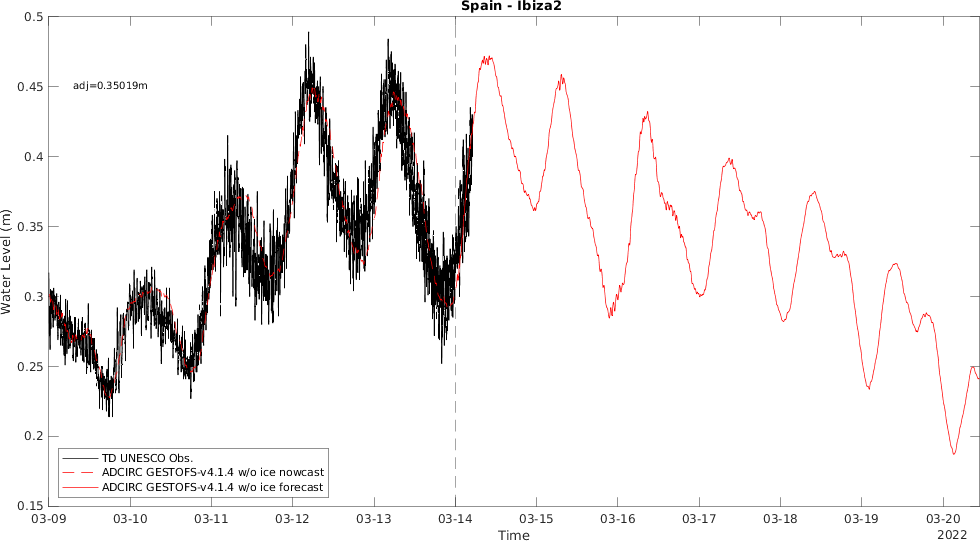 Spain - Ibiza2
0.5
0.45
0.4
0.35
0.3
0.25
0.2
0.15
Water Level (m)
adj=0.35019m
TD UNESCO Obs.
ADCIRC GESTOFS-v4.1.4 w/o ice nowcast
ADCIRC GESTOFS-v4.1.4 w/o ice forecast
03-09 03-10 03-11 03-12 03-13 03-14 03-15 03-16 03-17 03-18 03-19 03-20
Time
2022